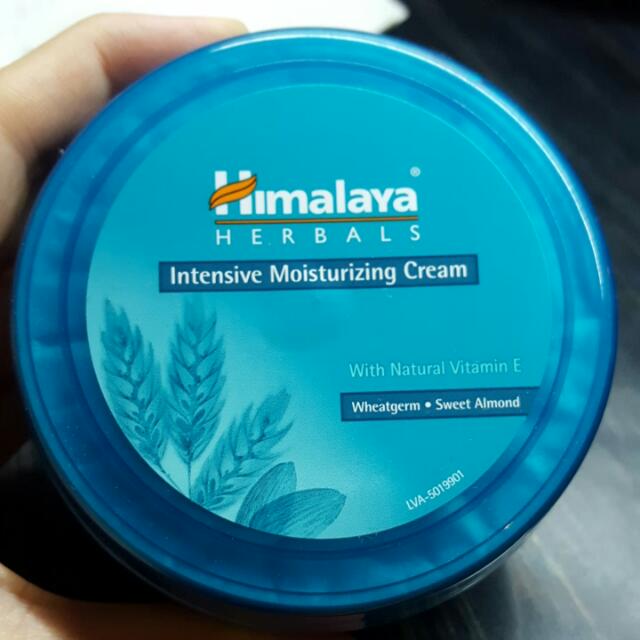 Himalaya®
HERBALS
Intensive Moisturizing Cream
With Natural Vitamin E
Wheatgerm • Sweet Almond
LVA-5019901